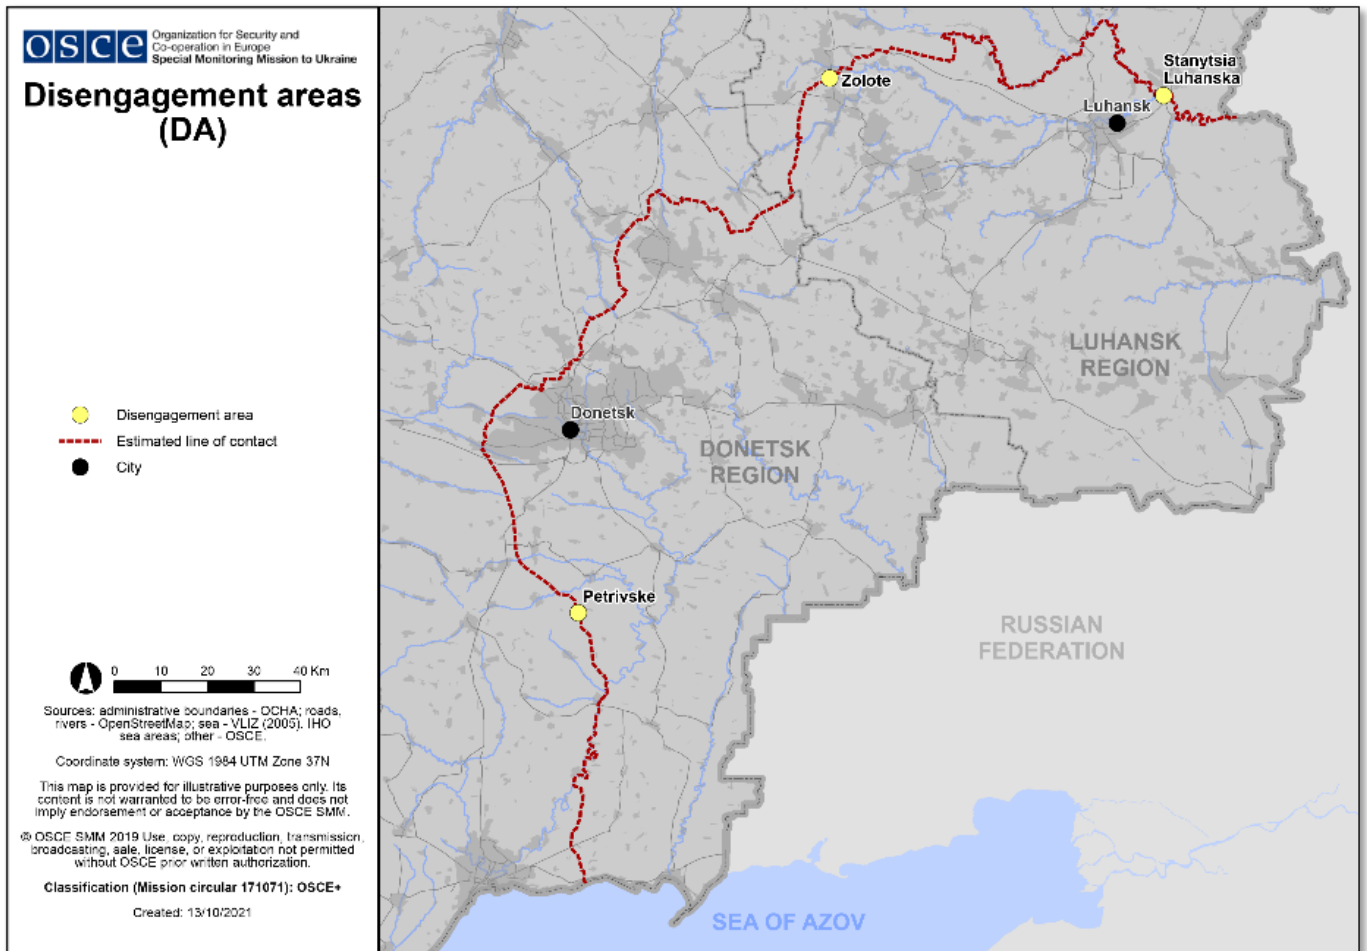 osce
Organization for Security and
Co-operation in Europe
Special Monitoring Mission to Ukraine
Disengagement areas
(DA)
Disengagement area
Estimated line of contact
City
0 10 20 30 40 Km
Sources: administrative boundaries - OCHA; roads,
rivers - OpenStreetMap; sea - VLIZ (2005). IHO
sea areas; other - OSCE.
Coordinate system: WGS 1984 UTM Zone 37N
This map is provided for illustrative purposes only. Its
content is not warranted to be error-free and does not
imply endorsement or acceptance by the OSCE SMM.
© OSCE SMM 2019 Use, copy, reproduction, transmission,
broadcasting, sale, license, or exploitation not permitted
without OSCE prior written authorization.
Classification (Mission circular 171071): OSCE+
Created: 13/10/2021
Zolote
Stanytsia
Luhanska
Luhansk
LUHANSK
REGION
Donetsk
DONETSK
REGION
Petrivske
RUSSIAN
FEDERATION
SEA OF AZOV